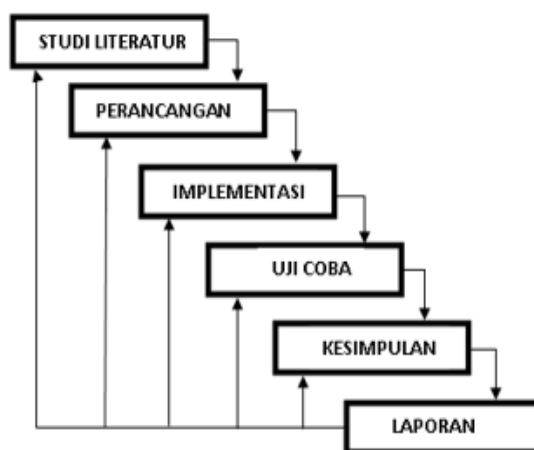 STUDI LITERATUR
PERANCANGAN
IMPLEMENTASI
UJI COBA
KESIMPULAN
LAPORAN